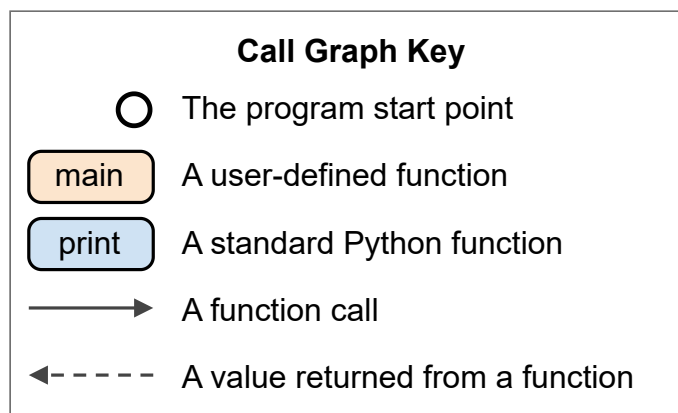 Call Graph Key
The program start point
main A user-defined function
print A standard Python function
A function call
A value returned from a function